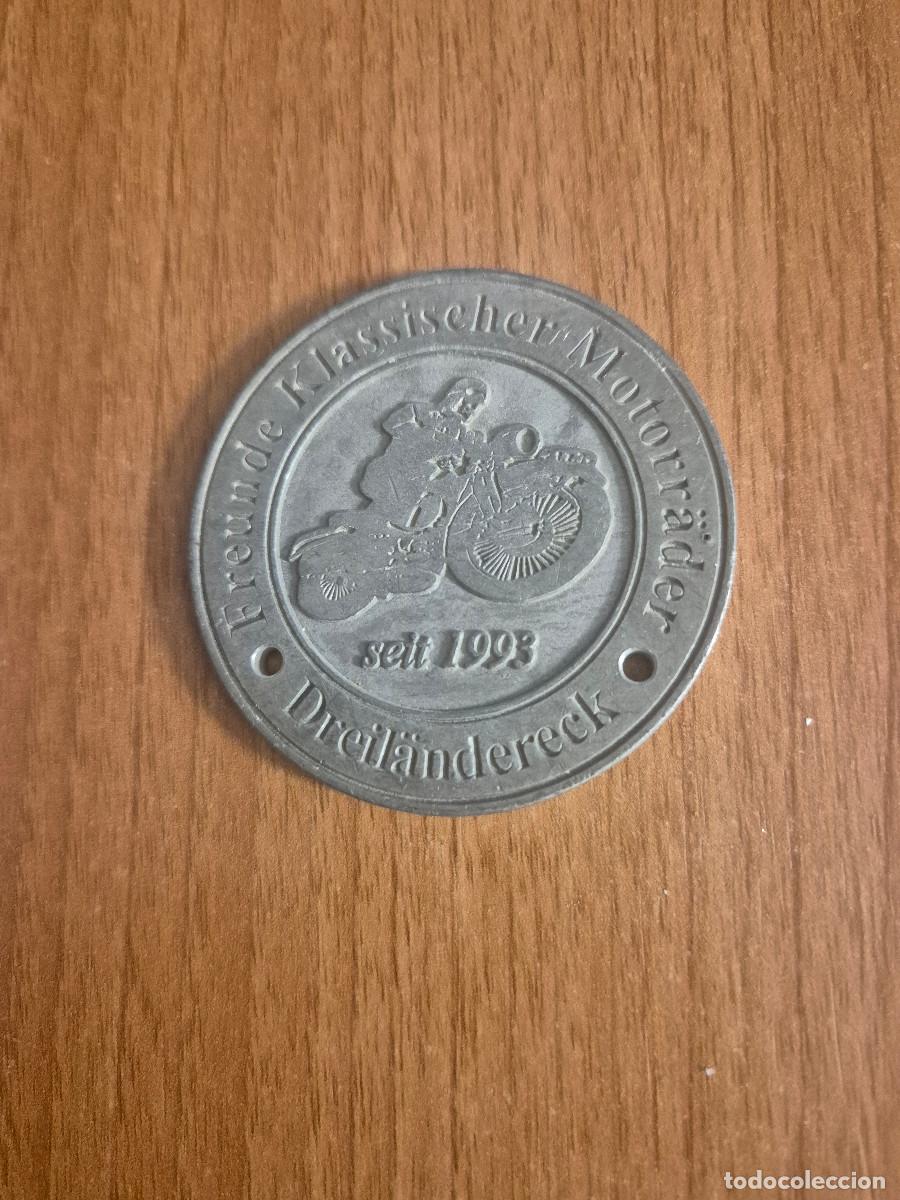 Freunde Klassischer Motorräder
seit 1993
Dreiländereck
todocoleccion